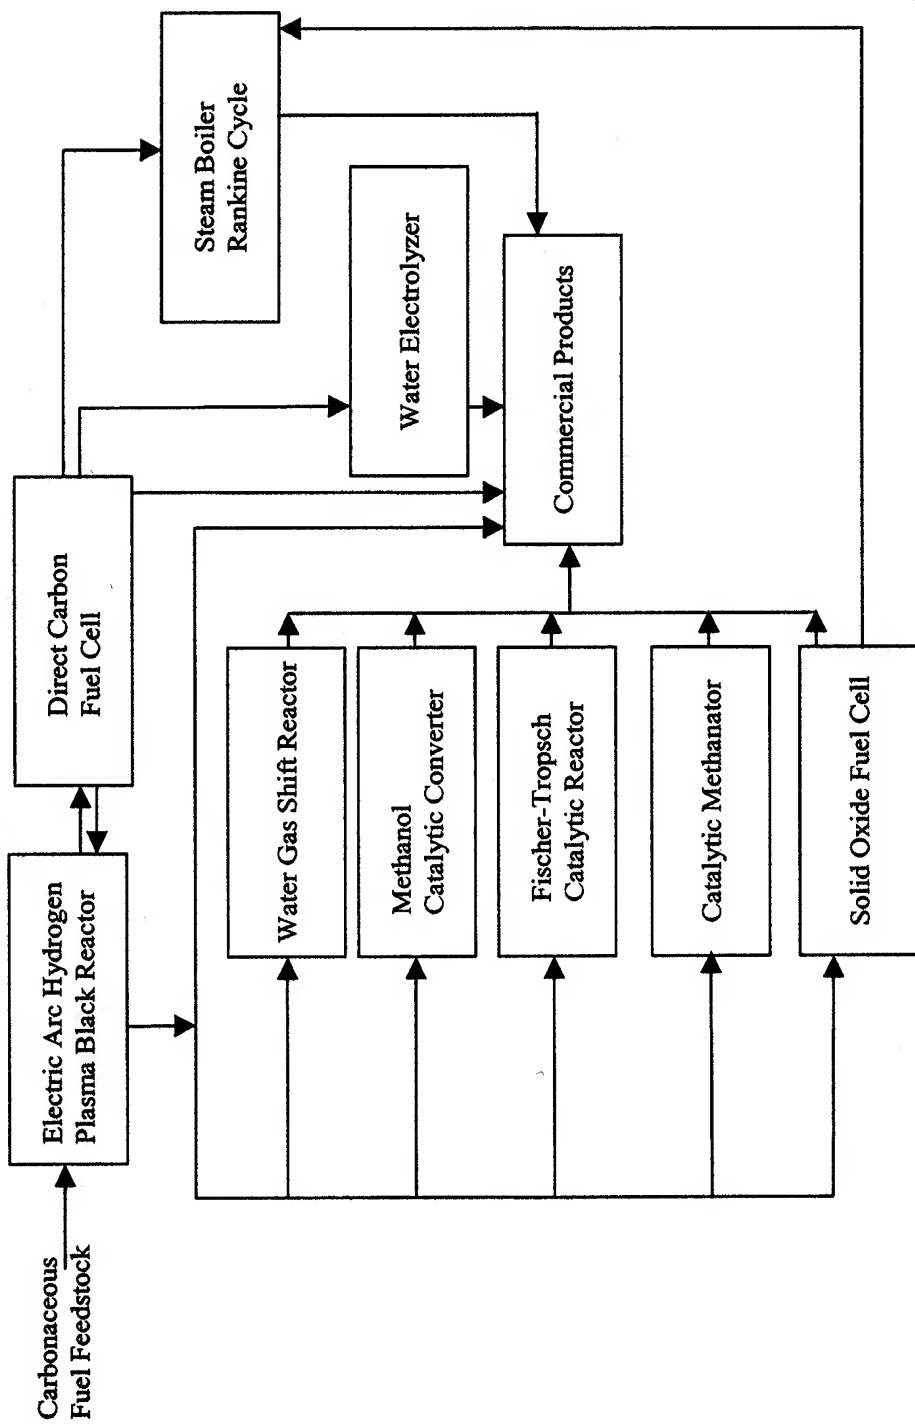 Carbonaceous
Fuel Feedstock
Electric Arc Hydrogen
Plasma Black Reactor
Direct Carbon
Fuel Cell
Steam Boiler
Rankine Cycle
Water Electrolyzer
Commercial Products
Water Gas Shift Reactor
Methanol
Catalytic Converter
Fischer-Tropsch
Catalytic Reactor
Catalytic Methanator
Solid Oxide Fuel Cell